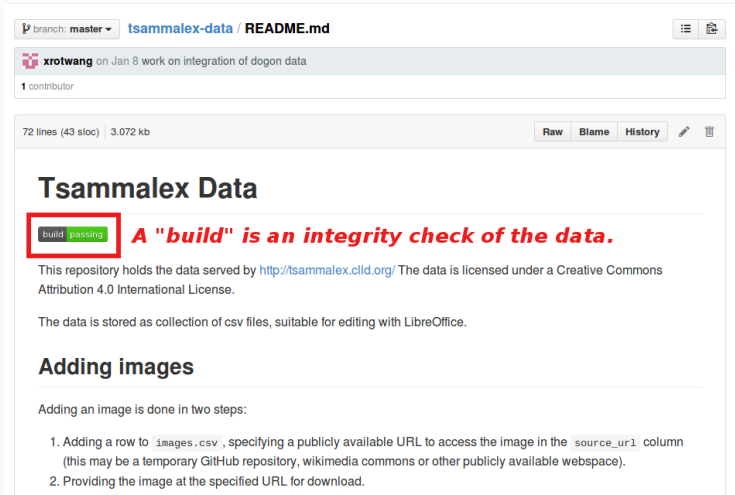 branch: master
tsammalex-data / README.md
xrotwang on Jan 8 work on integration of dogon data
1 contributor
72 lines (43 sloc) 3.072 kb
Raw Blame History
Tsammalex Data
build passing
A "build" is an integrity check of the data.
This repository holds the data served by http://tsammalex.clld.org/ The data is licensed under a Creative Commons
Attribution 4.0 International License.
The data is stored as collection of csv files, suitable for editing with LibreOffice.
Adding images
Adding an image is done in two steps:
1. Adding a row to images.csv , specifying a publicly available URL to access the image in the source_url column
(this may be a temporary GitHub repository, wikimedia commons or other publicly available webspace).
2. Providing the image at the specified URL for download.